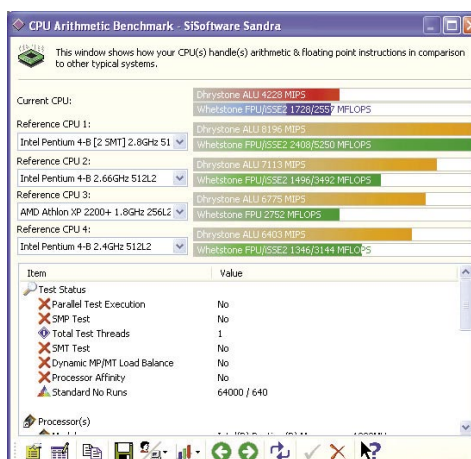 CPU Arithmetic Benchmark - SiSoftware Sandra
This window shows how your CPU(s) handle(s) arithmetic & floating point instructions in comparison
to other typical systems.
Current CPU:
Dhrystone ALU 4228 MIPS
Whetstone FPU/iSSE2 1728/2557 MFLOPS
Reference CPU 1:
Intel Pentium 4-B [2 SMT] 2.8GHz 51
Dhrystone ALU 8196 MIPS
Whetstone FPU/iSSE2 2408/5250 MFLOPS
Reference CPU 2:
Intel Pentium 4-B 2.66GHz 512L2
Dhrystone ALU 7113 MIPS
Whetstone FPU/iSSE2 1496/3492 MFLOPS
Reference CPU 3:
AMD Athlon XP 2200+ 1.8GHz 256L2
Dhrystone ALU 6775 MIPS
Whetstone FPU 2752 MFLOPS
Reference CPU 4:
Intel Pentium 4-B 2.4GHz 512L2
Dhrystone ALU 6403 MIPS
Whetstone FPU/iSSE2 1346/3144 MFLOPS
Item Value
Test Status
Parallel Test Execution No
SMP Test No
Total Test Threads 1
SMT Test No
Dynamic MP/MT Load Balance No
Processor Affinity No
Standard No Runs 64000 / 640
Processor(s)